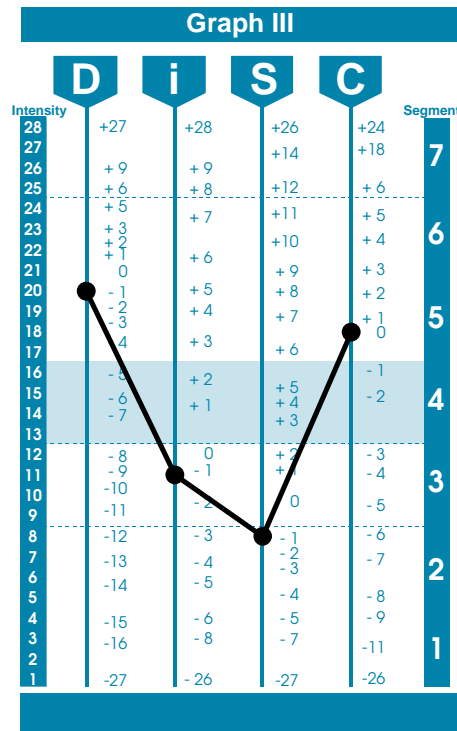 Graph III
D i S C
Intensity Segment
28 +27 +28 +26 +24
27 +14 +18 7
26 + 9 + 9
25 + 6 + 8 +12 + 6
24 + 5 + 7 +11 + 5
23 + 3 6
22 + 2 +10 + 4
+ 1 + 6
21 0 + 9 + 3
20 - 1 + 5 + 8 + 2
19 - 2 + 4 + 7 + 1 5
18 - 3 0
17 4 + 3 + 6
16 - 5 + 2 - 1
15 - 6 + 5 - 2 4
14 - 7 + 1 + 4
13 + 3
12 - 8 0 + 2 - 3
11 - 9 - 1 + 1 - 4 3
10 -10 - 2 0
9 -11 - 5
8 -12 - 3 - 1 - 6
7 -13 - 4 - 2 - 7 2
6 -14 - 5 - 3
5 - 4 - 8
4 -15 - 6 - 5 - 9
3 -16 - 8 - 7 -11 1
2
1 -27 - 26 -27 -26